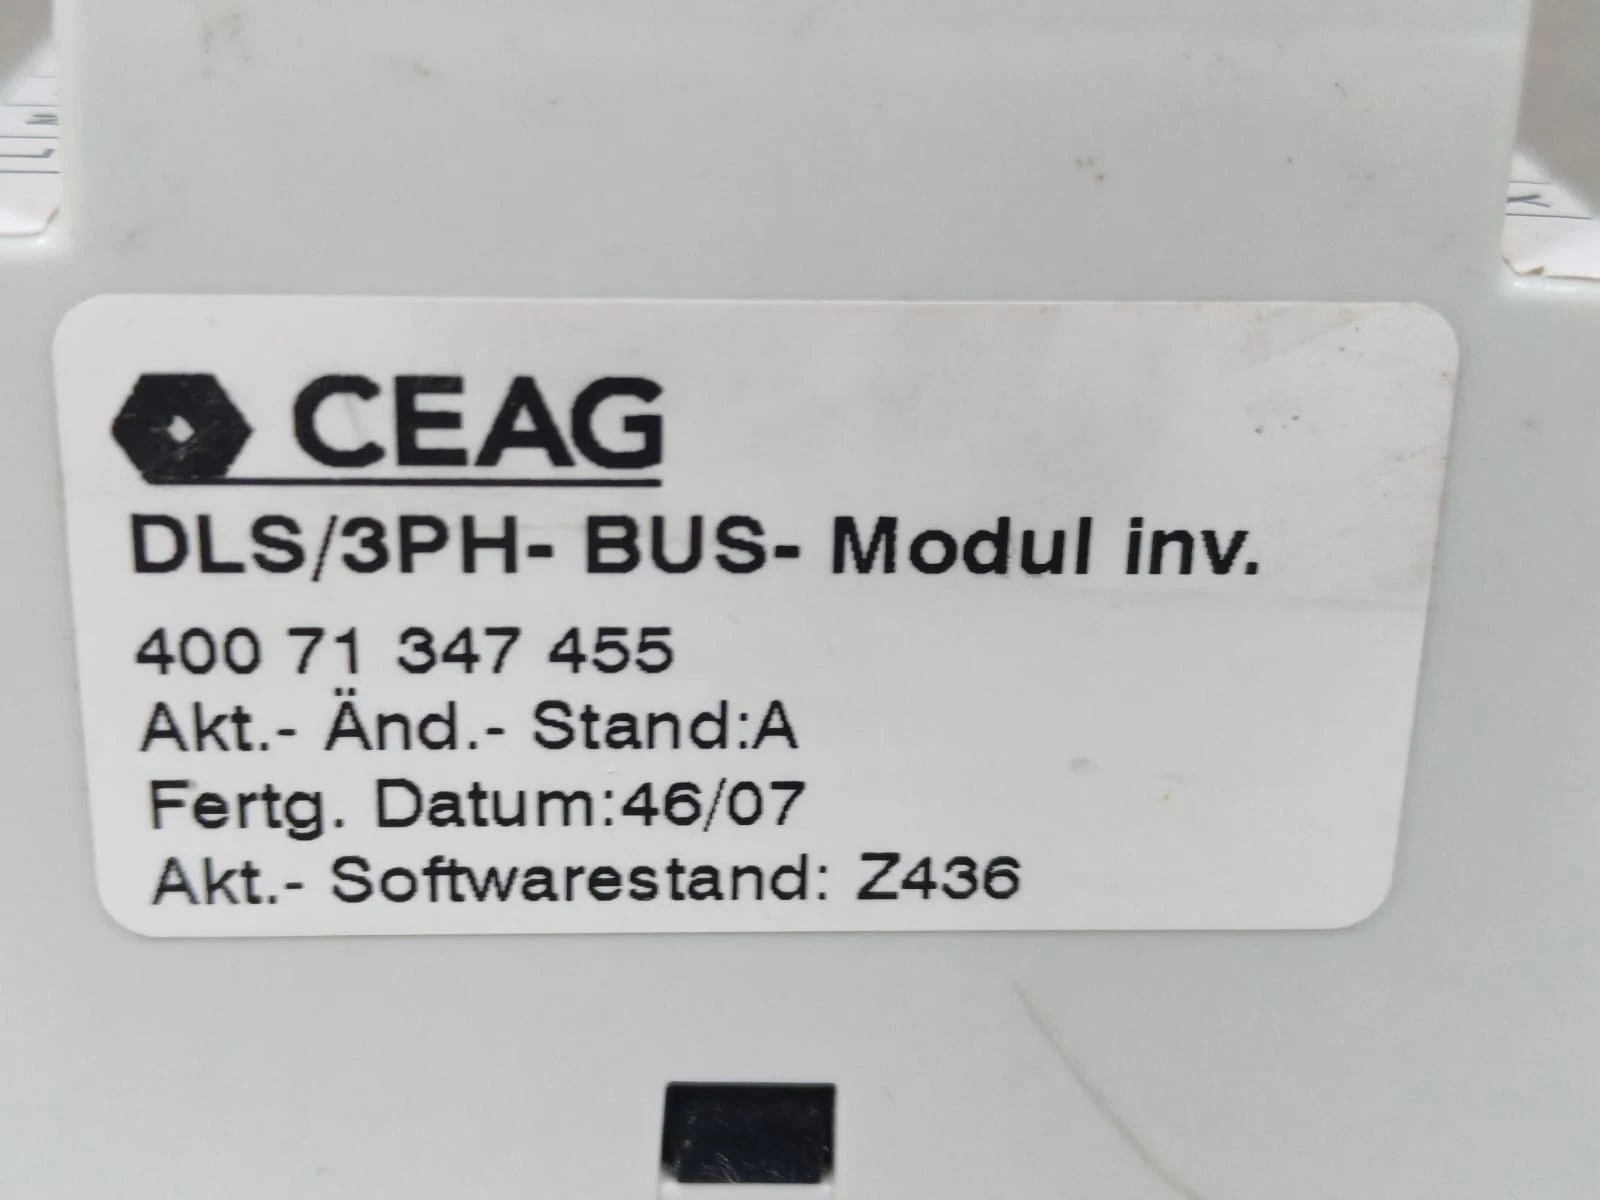 CEAG
DLS/3PH- BUS- Modul inv.
400 71 347 455
Akt.- Änd.- Stand:A
Fertg. Datum:46/07
Akt.- Softwarestand: Z436